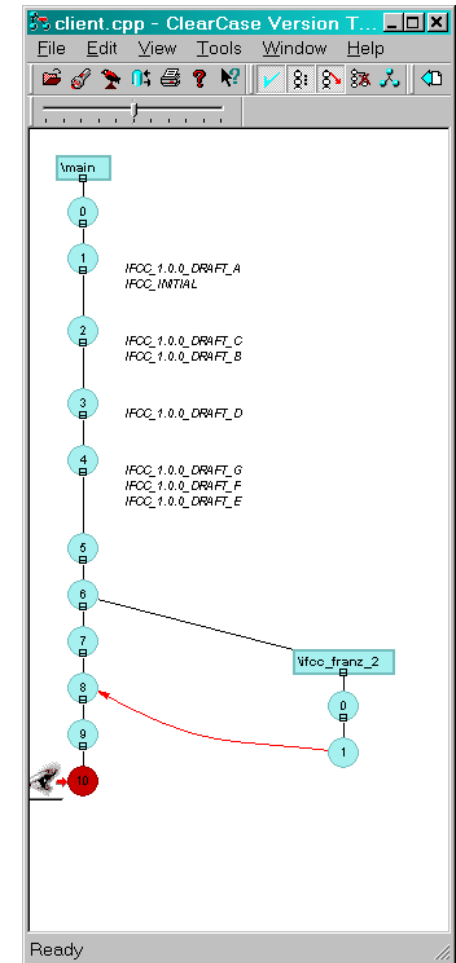 client.cpp - ClearCase Version T...
File Edit View Tools Window Help
\main
0
1
IFCC_1.0.0_DRAFT_A
IFCC_INITIAL
2
IFCC_1.0.0_DRAFT_C
IFCC_1.0.0_DRAFT_B
3
IFCC_1.0.0_DRAFT_D
4
IFCC_1.0.0_DRAFT_G
IFCC_1.0.0_DRAFT_F
IFCC_1.0.0_DRAFT_E
5
6
7
\ifcc_franz_2
8
0
9
1
10
Ready